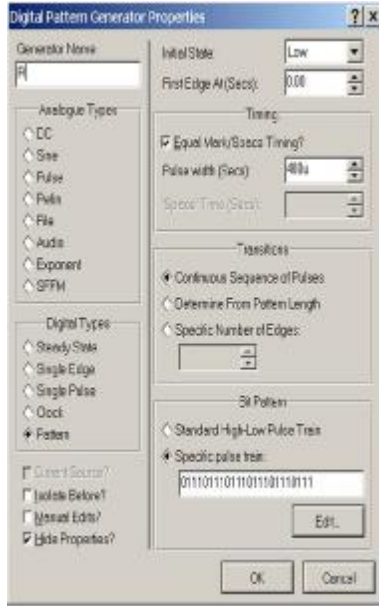 Digital Pattern Generator Properties
Generator Name
R
Analogue Types
DC
Sine
Pulse
Pwlin
File
Audio
Exponent
SFFM
Digital Types
Steady State
Single Edge
Single Pulse
Clock
Pattern
Current Source?
Isolate Before?
Manual Edits?
Hide Properties?
Initial State:
Low
First Edge At (Secs):
0.00
Timing
Equal Mark/Space Timing?
Pulse width (Secs):
400u
'Space' Time (Secs):
Transitions
Continuous Sequence of Pulses
Determine From Pattern Length
Specific Number of Edges:
Bit Pattern
Standard High-Low Pulse Train
Specific pulse train:
Edit..
OK
Cancel